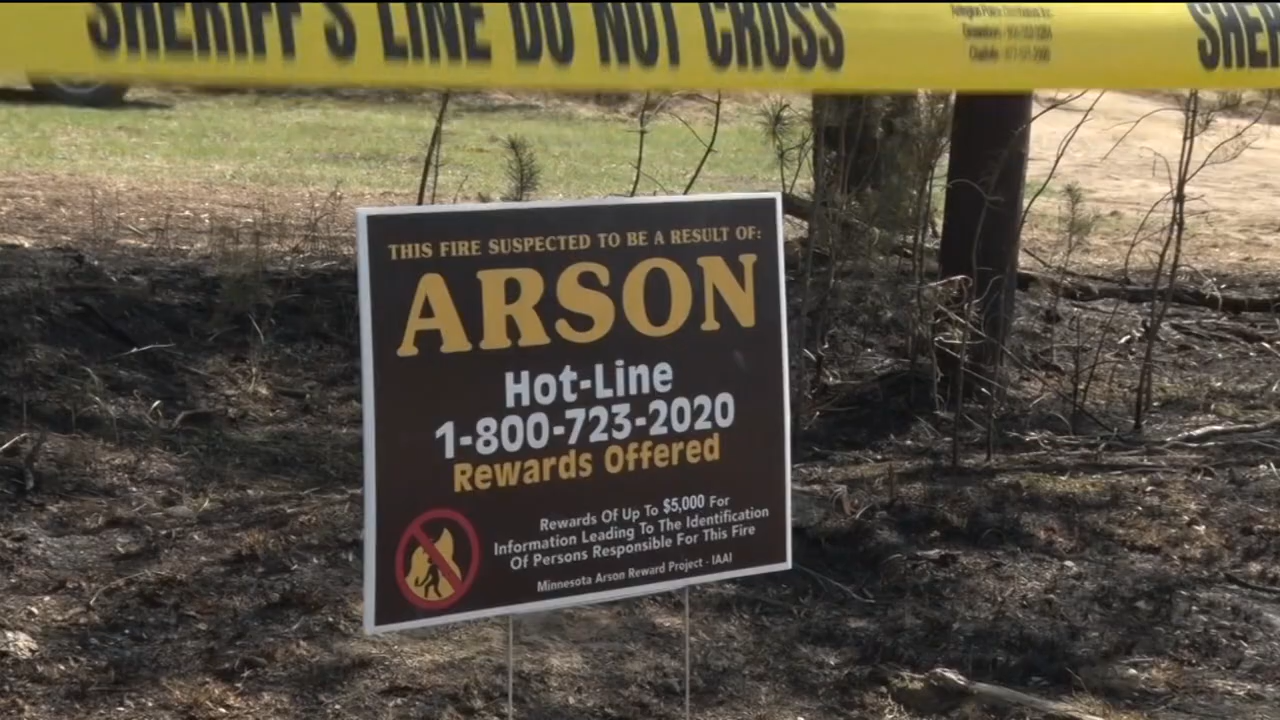 SHERIFF'S LINE DO NOT CROSS SHER
THIS FIRE SUSPECTED TO BE A RESULT OF:
ARSON
Hot-Line
1-800-723-2020
Rewards Offered
Rewards Of Up To $5,000 For
Information Leading To The Identification
Of Persons Responsible For This Fire
Minnesota Arson Reward Project - IAAI